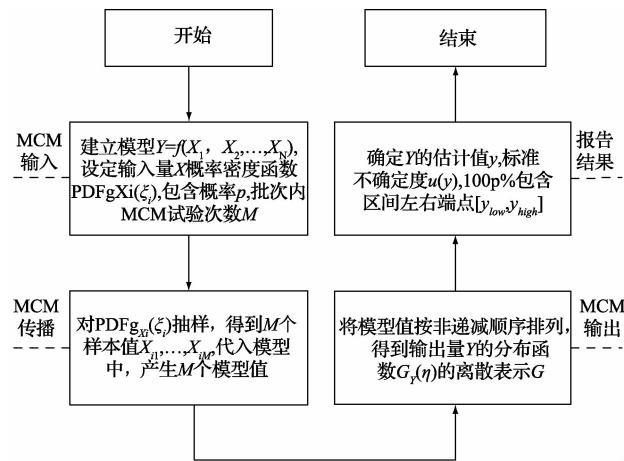 开始
MCM
输入
建立模型Y=f(X1, X2,…,XN),
设定输入量X概率密度函数
PDFgXi(ξi),包含概率p,批次内
MCM试验次数M
MCM
传播
对PDFgXi(ξi)抽样，得到M个
样本值Xi1,…,XiM,代入模型
中，产生M个模型值
结束
确定Y的估计值y,标准
不确定度u(y),100p%包含
区间左右端点[ylow,yhigh]
报告
结果
将模型值按非递减顺序排列，
得到输出量Y的分布函
数GY(η)的离散表示G
MCM
输出